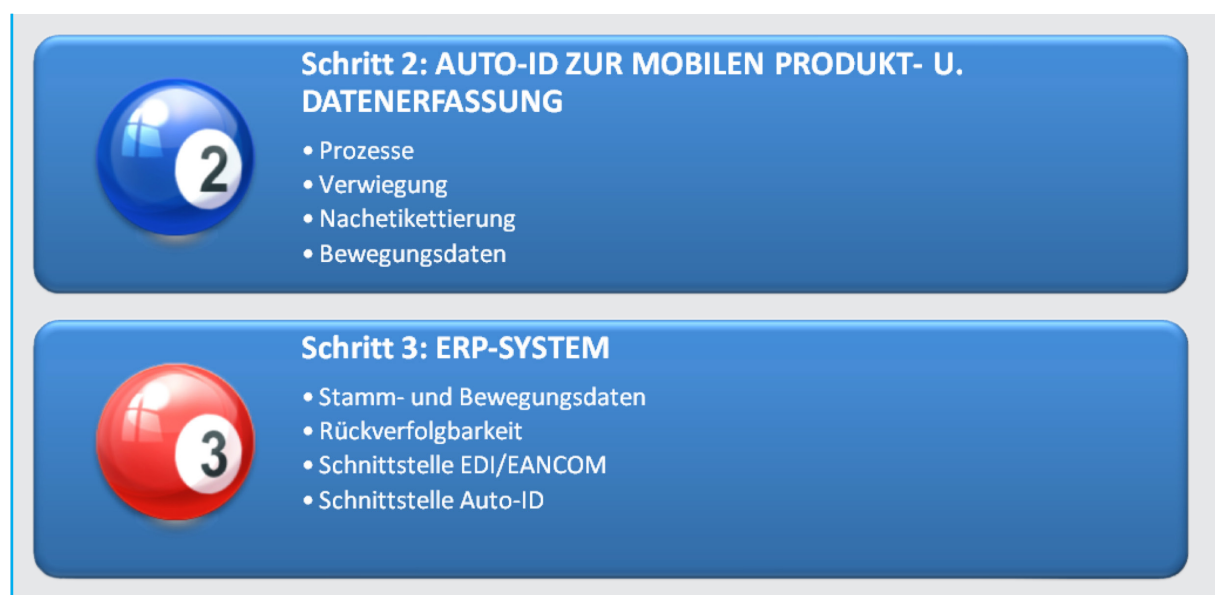 2
Schritt 2: AUTO-ID ZUR MOBILEN PRODUKT- U.
DATENERFASSUNG
• Prozesse
• Verwiegung
• Nachetikettierung
• Bewegungsdaten
3
Schritt 3: ERP-SYSTEM
• Stamm- und Bewegungsdaten
• Rückverfolgbarkeit
• Schnittstelle EDI/EANCOM
• Schnittstelle Auto-ID